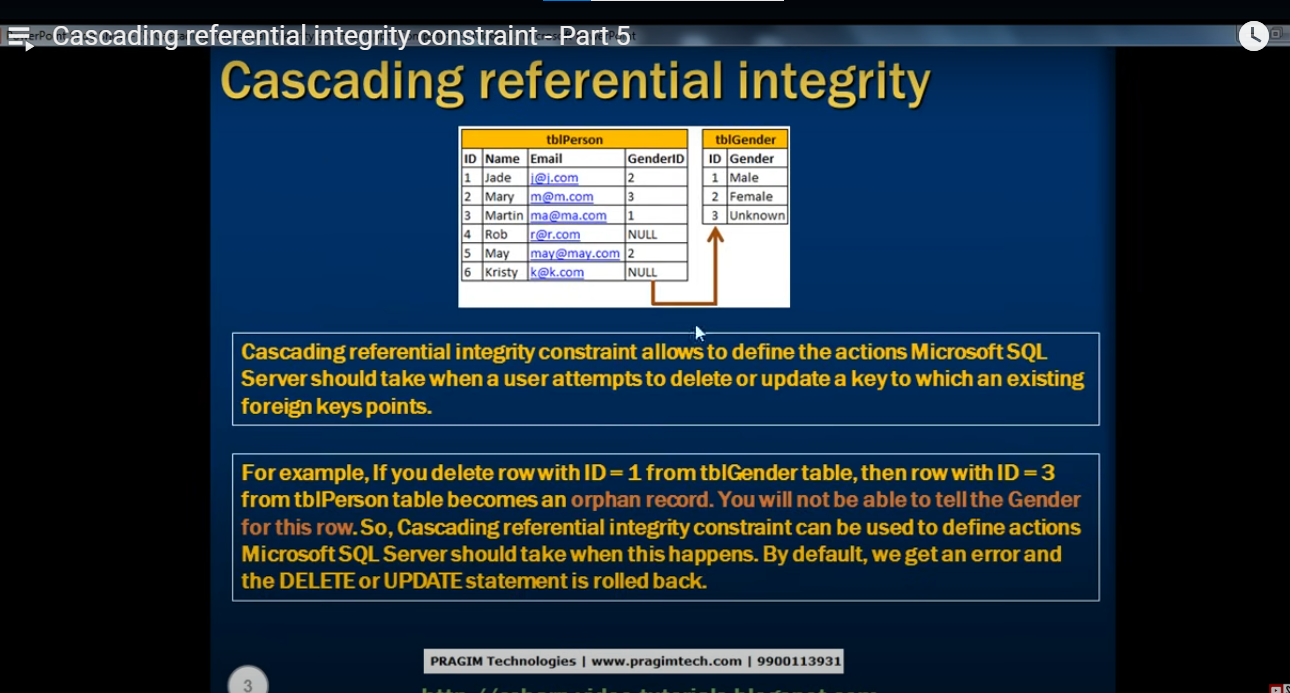 Cascading referential integrity constraint - Part 5
Cascading referential integrity
tblPerson
ID Name Email GenderID
1 Jade j@j.com 2
2 Mary m@m.com 3
3 Martin ma@ma.com 1
4 Rob r@r.com NULL
5 May may@may.com 2
6 Kristy k@k.com NULL
tblGender
ID Gender
1 Male
2 Female
3 Unknown
Cascading referential integrity constraint allows to define the actions Microsoft SQL
Server should take when a user attempts to delete or update a key to which an existing
foreign keys points.
For example, If you delete row with ID = 1 from tblGender table, then row with ID = 3
from tblPerson table becomes an orphan record. You will not be able to tell the Gender
for this row. So, Cascading referential integrity constraint can be used to define actions
Microsoft SQL Server should take when this happens. By default, we get an error and
the DELETE or UPDATE statement is rolled back.
PRAGIM Technologies | www.pragimtech.com | 9900113931
3